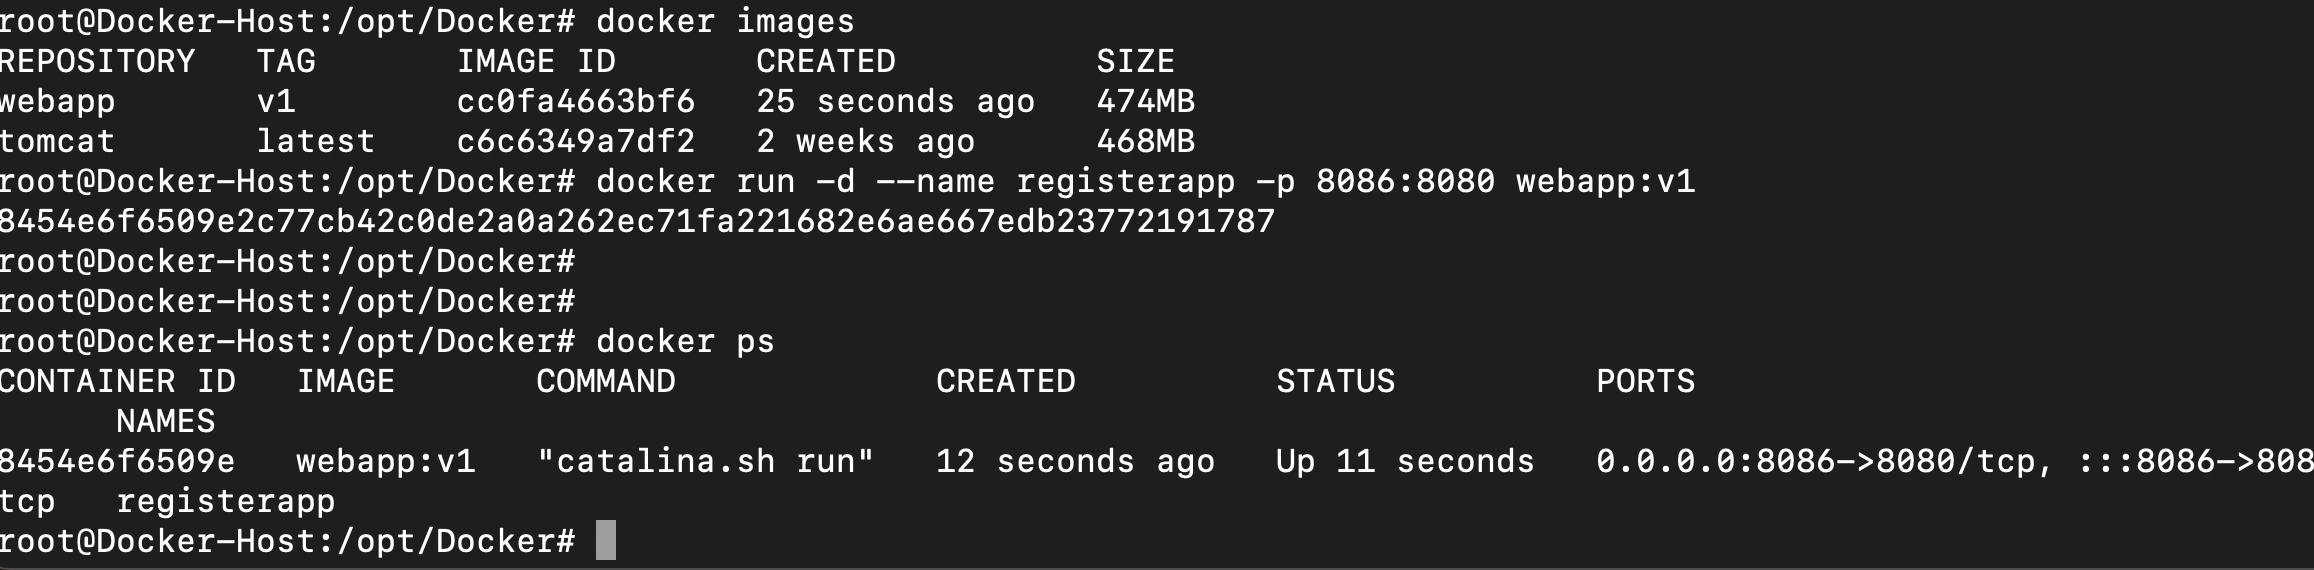 root@Docker-Host:/opt/Docker# docker images
REPOSITORY   TAG       IMAGE ID       CREATED          SIZE
webapp       v1        cc0fa4663bf6   25 seconds ago   474MB
tomcat       latest    c6c6349a7df2   2 weeks ago      468MB
root@Docker-Host:/opt/Docker# docker run -d --name registerapp -p 8086:8080 webapp:v1
8454e6f6509e2c77cb42c0de2a0a262ec71fa221682e6ae667edb23772191787
root@Docker-Host:/opt/Docker#
root@Docker-Host:/opt/Docker#
root@Docker-Host:/opt/Docker# docker ps
CONTAINER ID   IMAGE       COMMAND             CREATED          STATUS          PORTS
      NAMES
8454e6f6509e   webapp:v1   "catalina.sh run"   12 seconds ago   Up 11 seconds   0.0.0.0:8086->8080/tcp, :::8086->808
tcp   registerapp
root@Docker-Host:/opt/Docker#